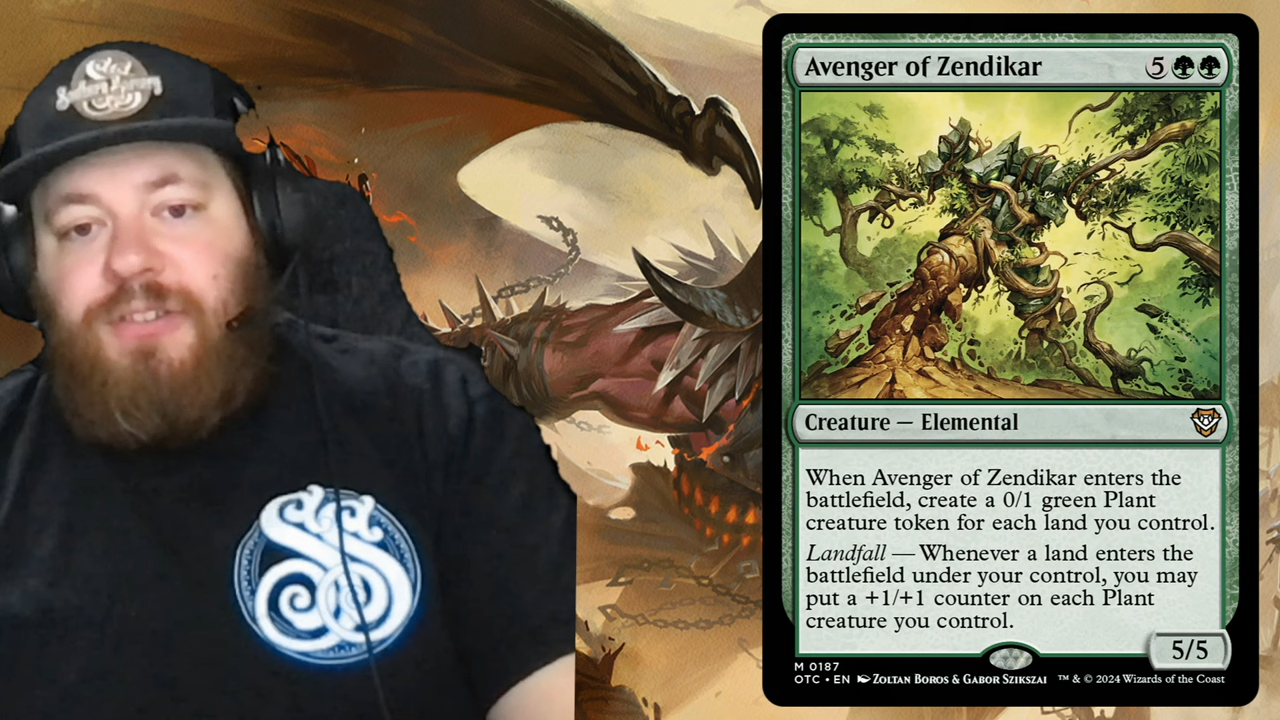 Avenger of Zendikar 5
Creature — Elemental
When Avenger of Zendikar enters the
battlefield, create a 0/1 green Plant
creature token for each land you control.
Landfall — Whenever a land enters the
battlefield under your control, you may
put a +1/+1 counter on each Plant
creature you control.
5/5
M 0187
OTC • EN ZOLTAN BOROS & GABOR SZIKSZAI ™ & © 2024 Wizards of the Coast